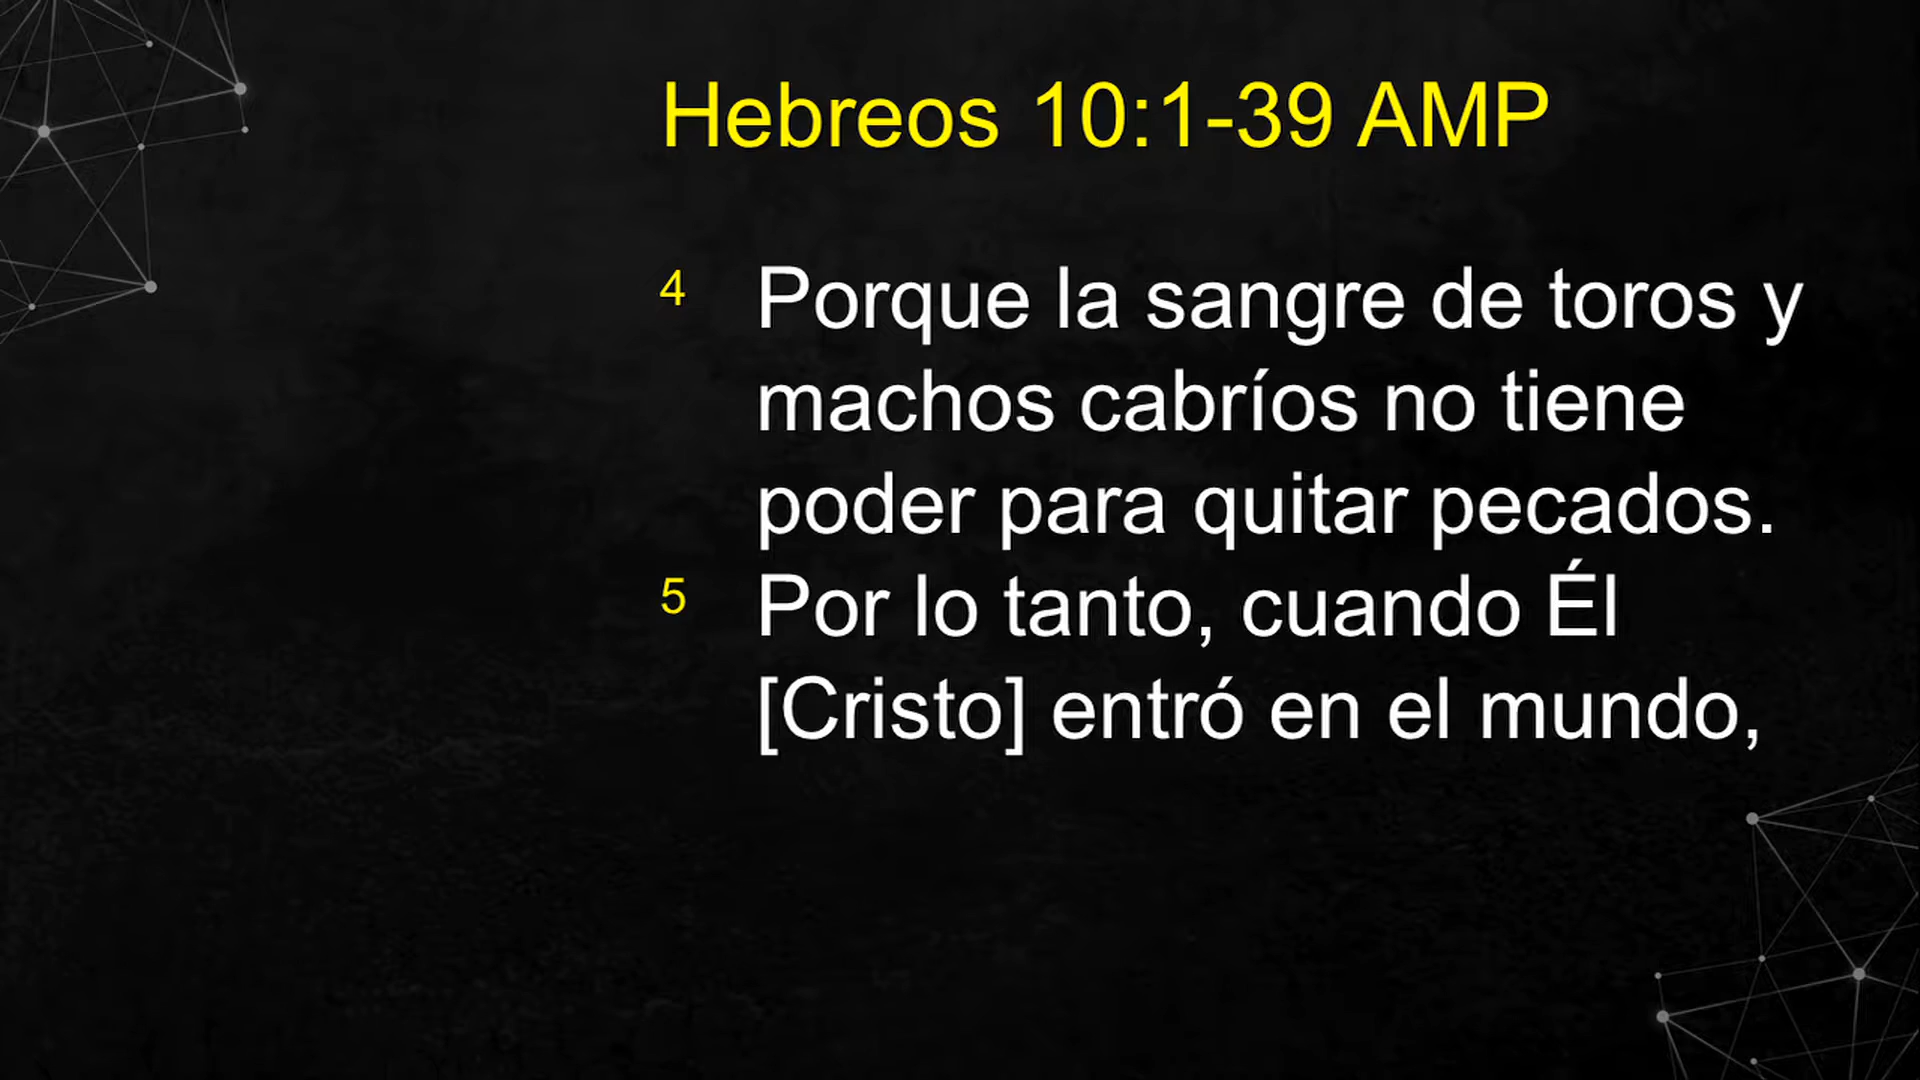 Hebreos 10:1-39 AMP
4 Porque la sangre de toros y
machos cabríos no tiene
poder para quitar pecados.
5 Por lo tanto, cuando Él
[Cristo] entró en el mundo,